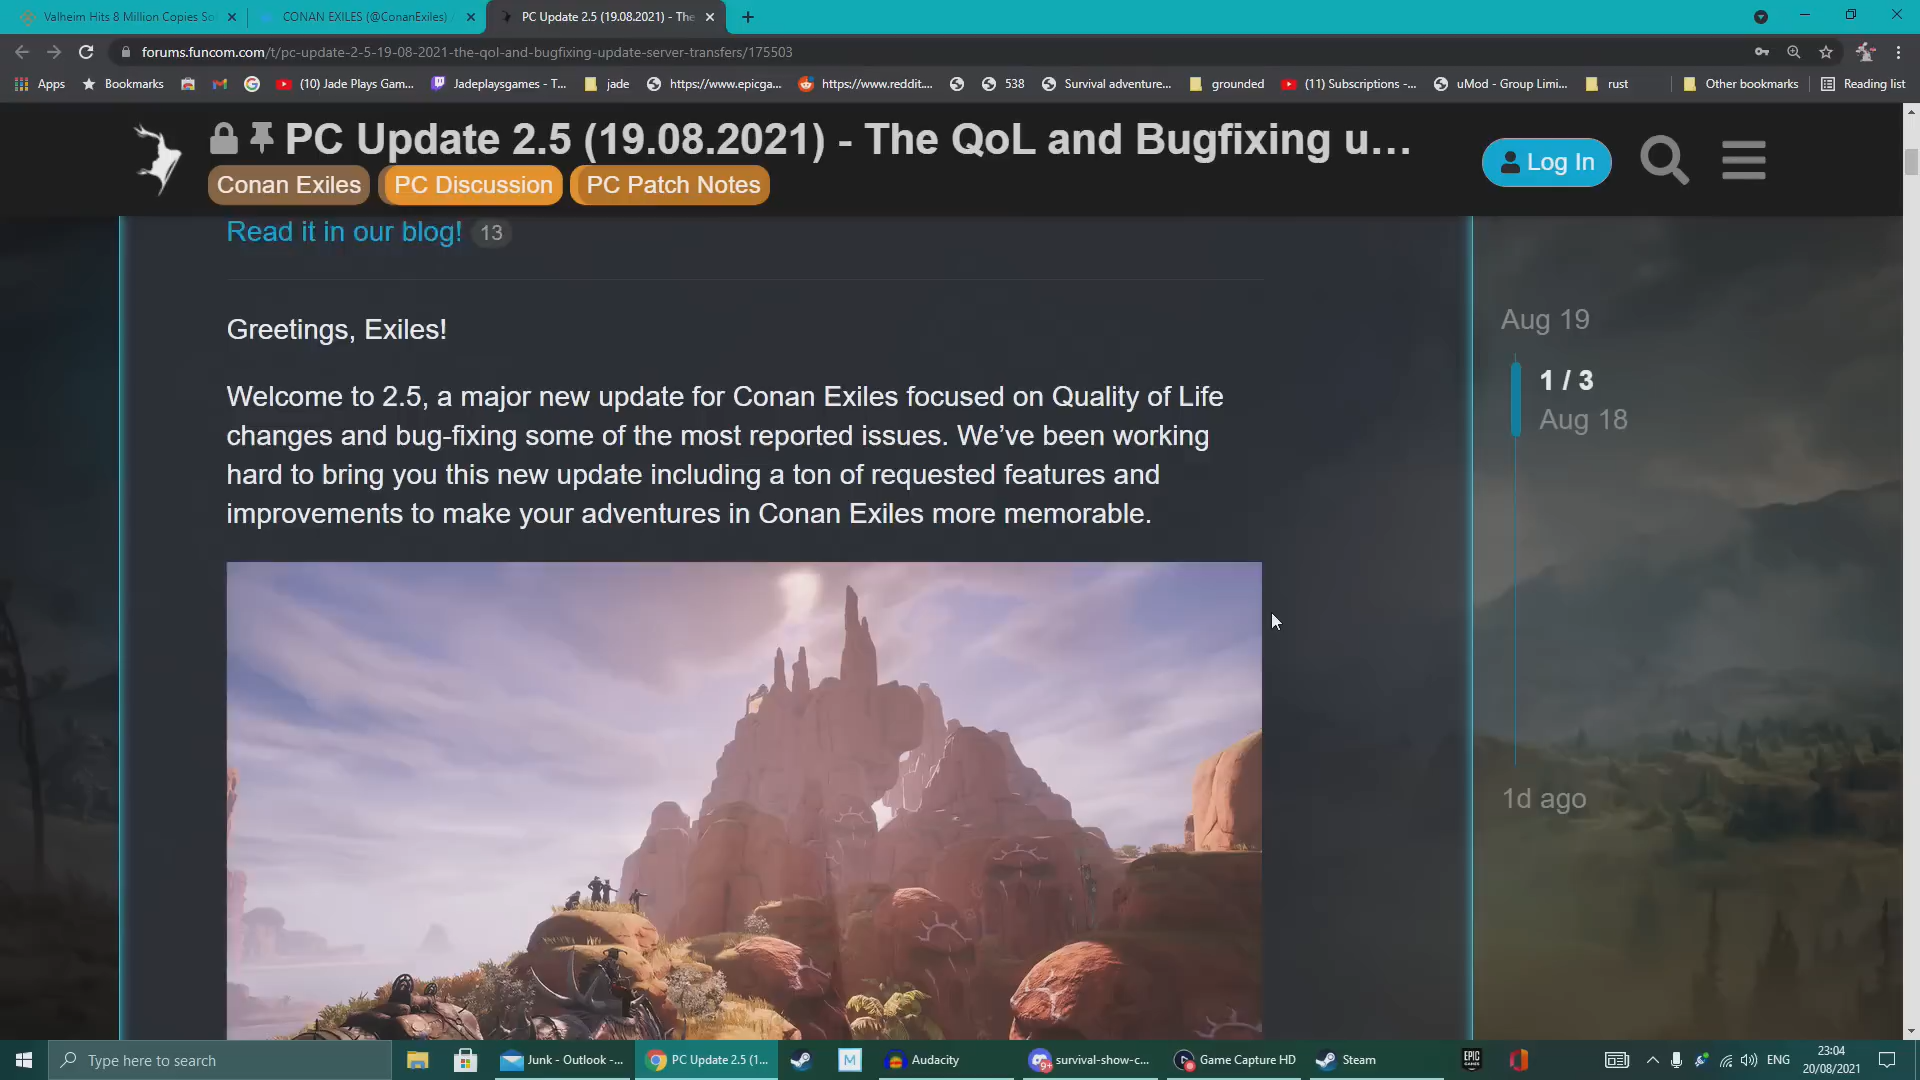 Valheim Hits 8 Million Copies So
CONAN EXILES (@ConanExiles) /
PC Update 2.5 (19.08.2021) - The
forums.funcom.com/t/pc-update-2-5-19-08-2021-the-qol-and-bugfixing-update-server-transfers/175503
Apps
Bookmarks
(10) Jade Plays Gam...
Jadeplaysgames - T...
jade
https://www.epicga...
https://www.reddit....
538
Survival adventure...
grounded
(11) Subscriptions -...
uMod - Group Limi...
rust
Other bookmarks
Reading list
PC Update 2.5 (19.08.2021) - The QoL and Bugfixing u...
Conan Exiles
PC Discussion
PC Patch Notes
Log In
Read it in our blog! 13
Greetings, Exiles!
Welcome to 2.5, a major new update for Conan Exiles focused on Quality of Life
changes and bug-fixing some of the most reported issues. We've been working
hard to bring you this new update including a ton of requested features and
improvements to make your adventures in Conan Exiles more memorable.
Aug 19
1 / 3
Aug 18
1d ago
Type here to search
Junk - Outlook -...
PC Update 2.5 (1...
M
Audacity
9+
survival-show-c...
Game Capture HD
Steam
EPIC
GAMES
ENG
23:04
20/08/2021